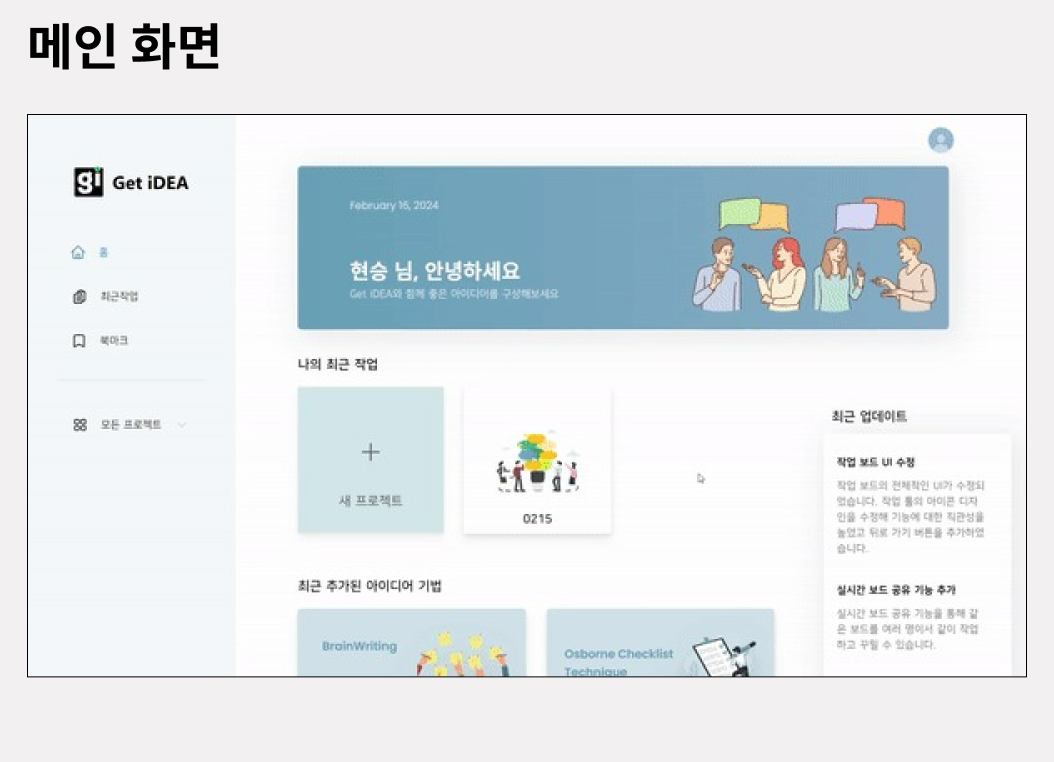 메인 화면
gi Get iDEA
홈
최근작업
북마크
모든 프로젝트
February 16, 2024
현승 님, 안녕하세요
Get iDEA와 함께 좋은 아이디어를 구상해보세요
나의 최근 작업
새 프로젝트
0215
최근 추가된 아이디어 기법
BrainWriting
Osborne Checklist
Technique
최근 업데이트
작업 보드 UI 수정
작업 보드의 전체적인 UI가 수정되
었습니다. 작업 툴의 아이콘 디자
인을 수정해 기능에 대한 직관성을
높였고 뒤로 가기 버튼을 추가하였
습니다.
실시간 보드 공유 기능 추가
실시간 보드 공유 기능을 통해 같
은 보드를 여러 명이서 같이 작업
하고 꾸밀 수 있습니다.